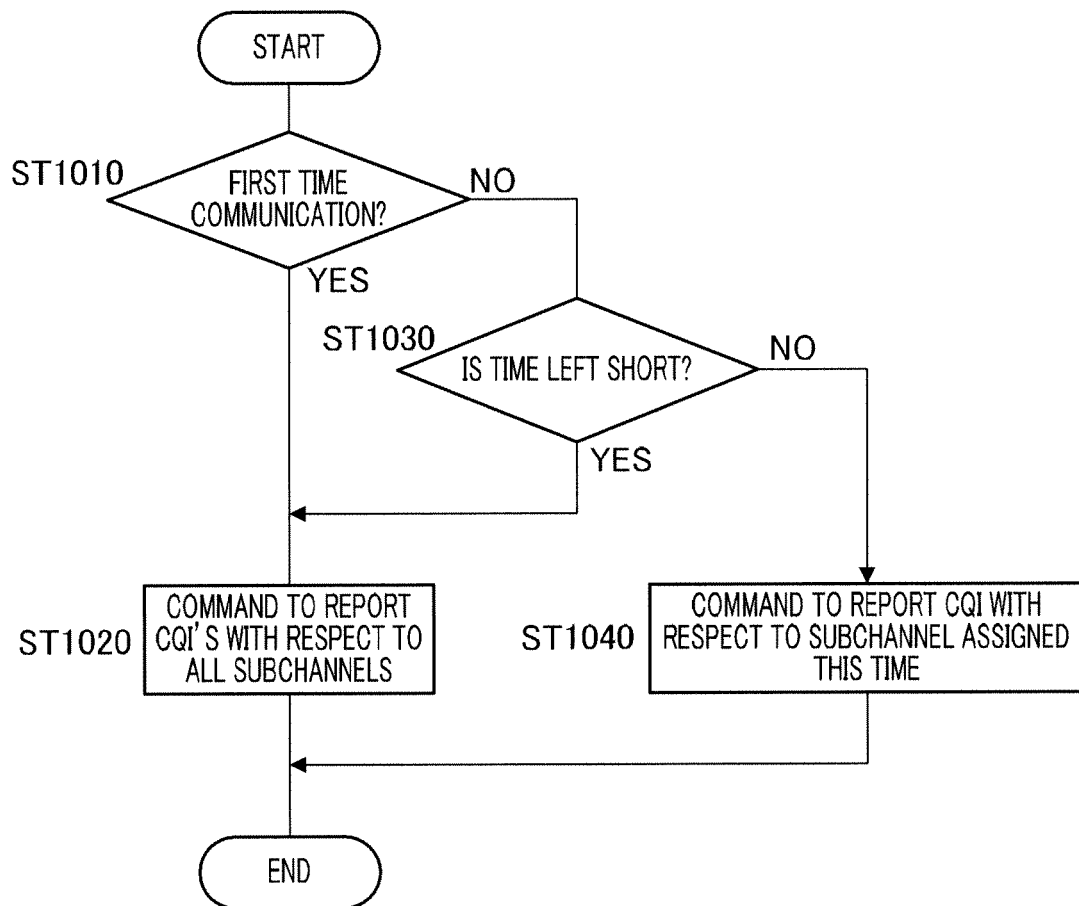 START
ST1010
FIRST TIME
COMMUNICATION?
NO
YES
ST1030
IS TIME LEFT SHORT?
NO
YES
ST1020
COMMAND TO REPORT
CQI'S WITH RESPECT TO
ALL SUBCHANNELS
ST1040
COMMAND TO REPORT CQI WITH
RESPECT TO SUBCHANNEL ASSIGNED
THIS TIME
END